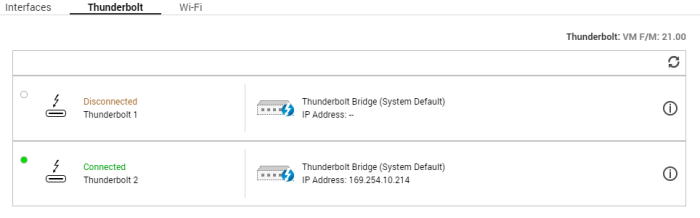 Interfaces Thunderbolt Wi-Fi
Thunderbolt: VM F/M: 21.00
Disconnected
Thunderbolt 1
Thunderbolt Bridge (System Default)
IP Address: --
Connected
Thunderbolt 2
Thunderbolt Bridge (System Default)
IP Address: 169.254.10.214